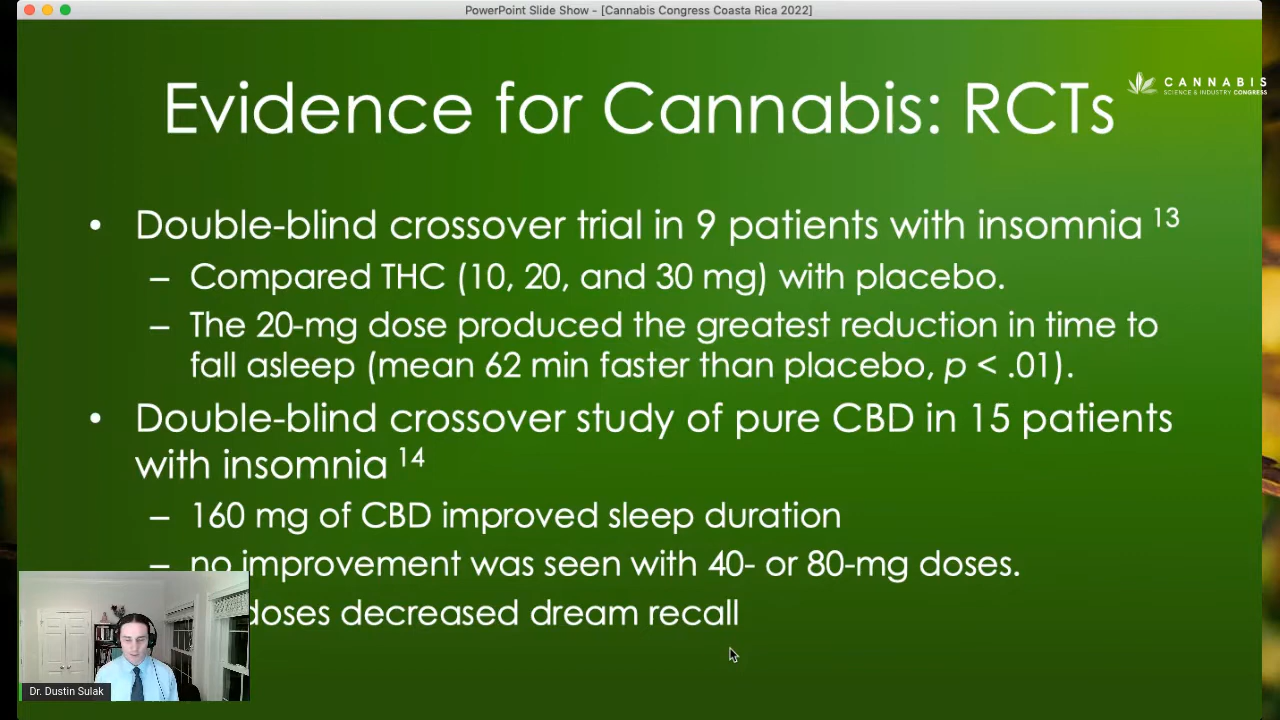 PowerPoint Slide Show - [Cannabis Congress Coasta Rica 2022]
CANNABIS
SCIENCE & INDUSTRY CONGRESS
Evidence for Cannabis: RCTs
• Double-blind crossover trial in 9 patients with insomnia 13
– Compared THC (10, 20, and 30 mg) with placebo.
– The 20-mg dose produced the greatest reduction in time to
fall asleep (mean 62 min faster than placebo, p < .01).
• Double-blind crossover study of pure CBD in 15 patients
with insomnia 14
– 160 mg of CBD improved sleep duration
– no improvement was seen with 40- or 80-mg doses.
doses decreased dream recall
Dr. Dustin Sulak